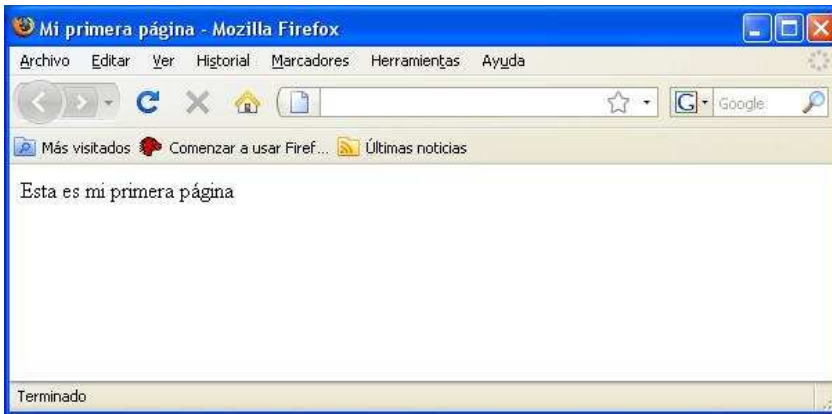 Mi primera página - Mozilla Firefox
Archivo Editar Ver Historial Marcadores Herramientas Ayuda
G Google
Más visitados Comenzar a usar Firef... Últimas noticias
Esta es mi primera página
Terminado